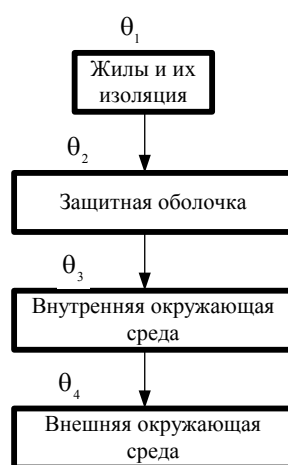 θ₁
Жилы и их
изоляция
θ₂
Защитная оболочка
θ₃
Внутренняя окружающая
среда
θ₄
Внешняя окружающая
среда